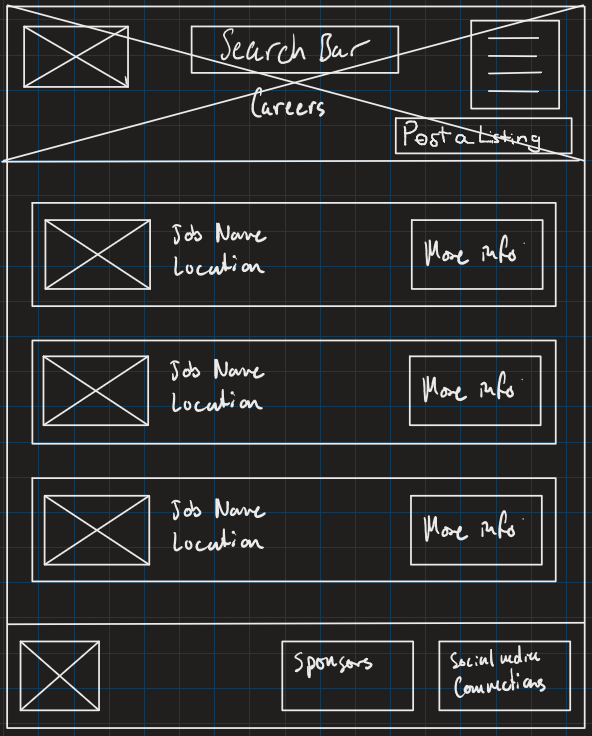 Search Bar
Careers
Post a Listing
Job Name
Location
More info
Job Name
Location
More info
Job Name
Location
More info
Sponsors
Social media
Connections